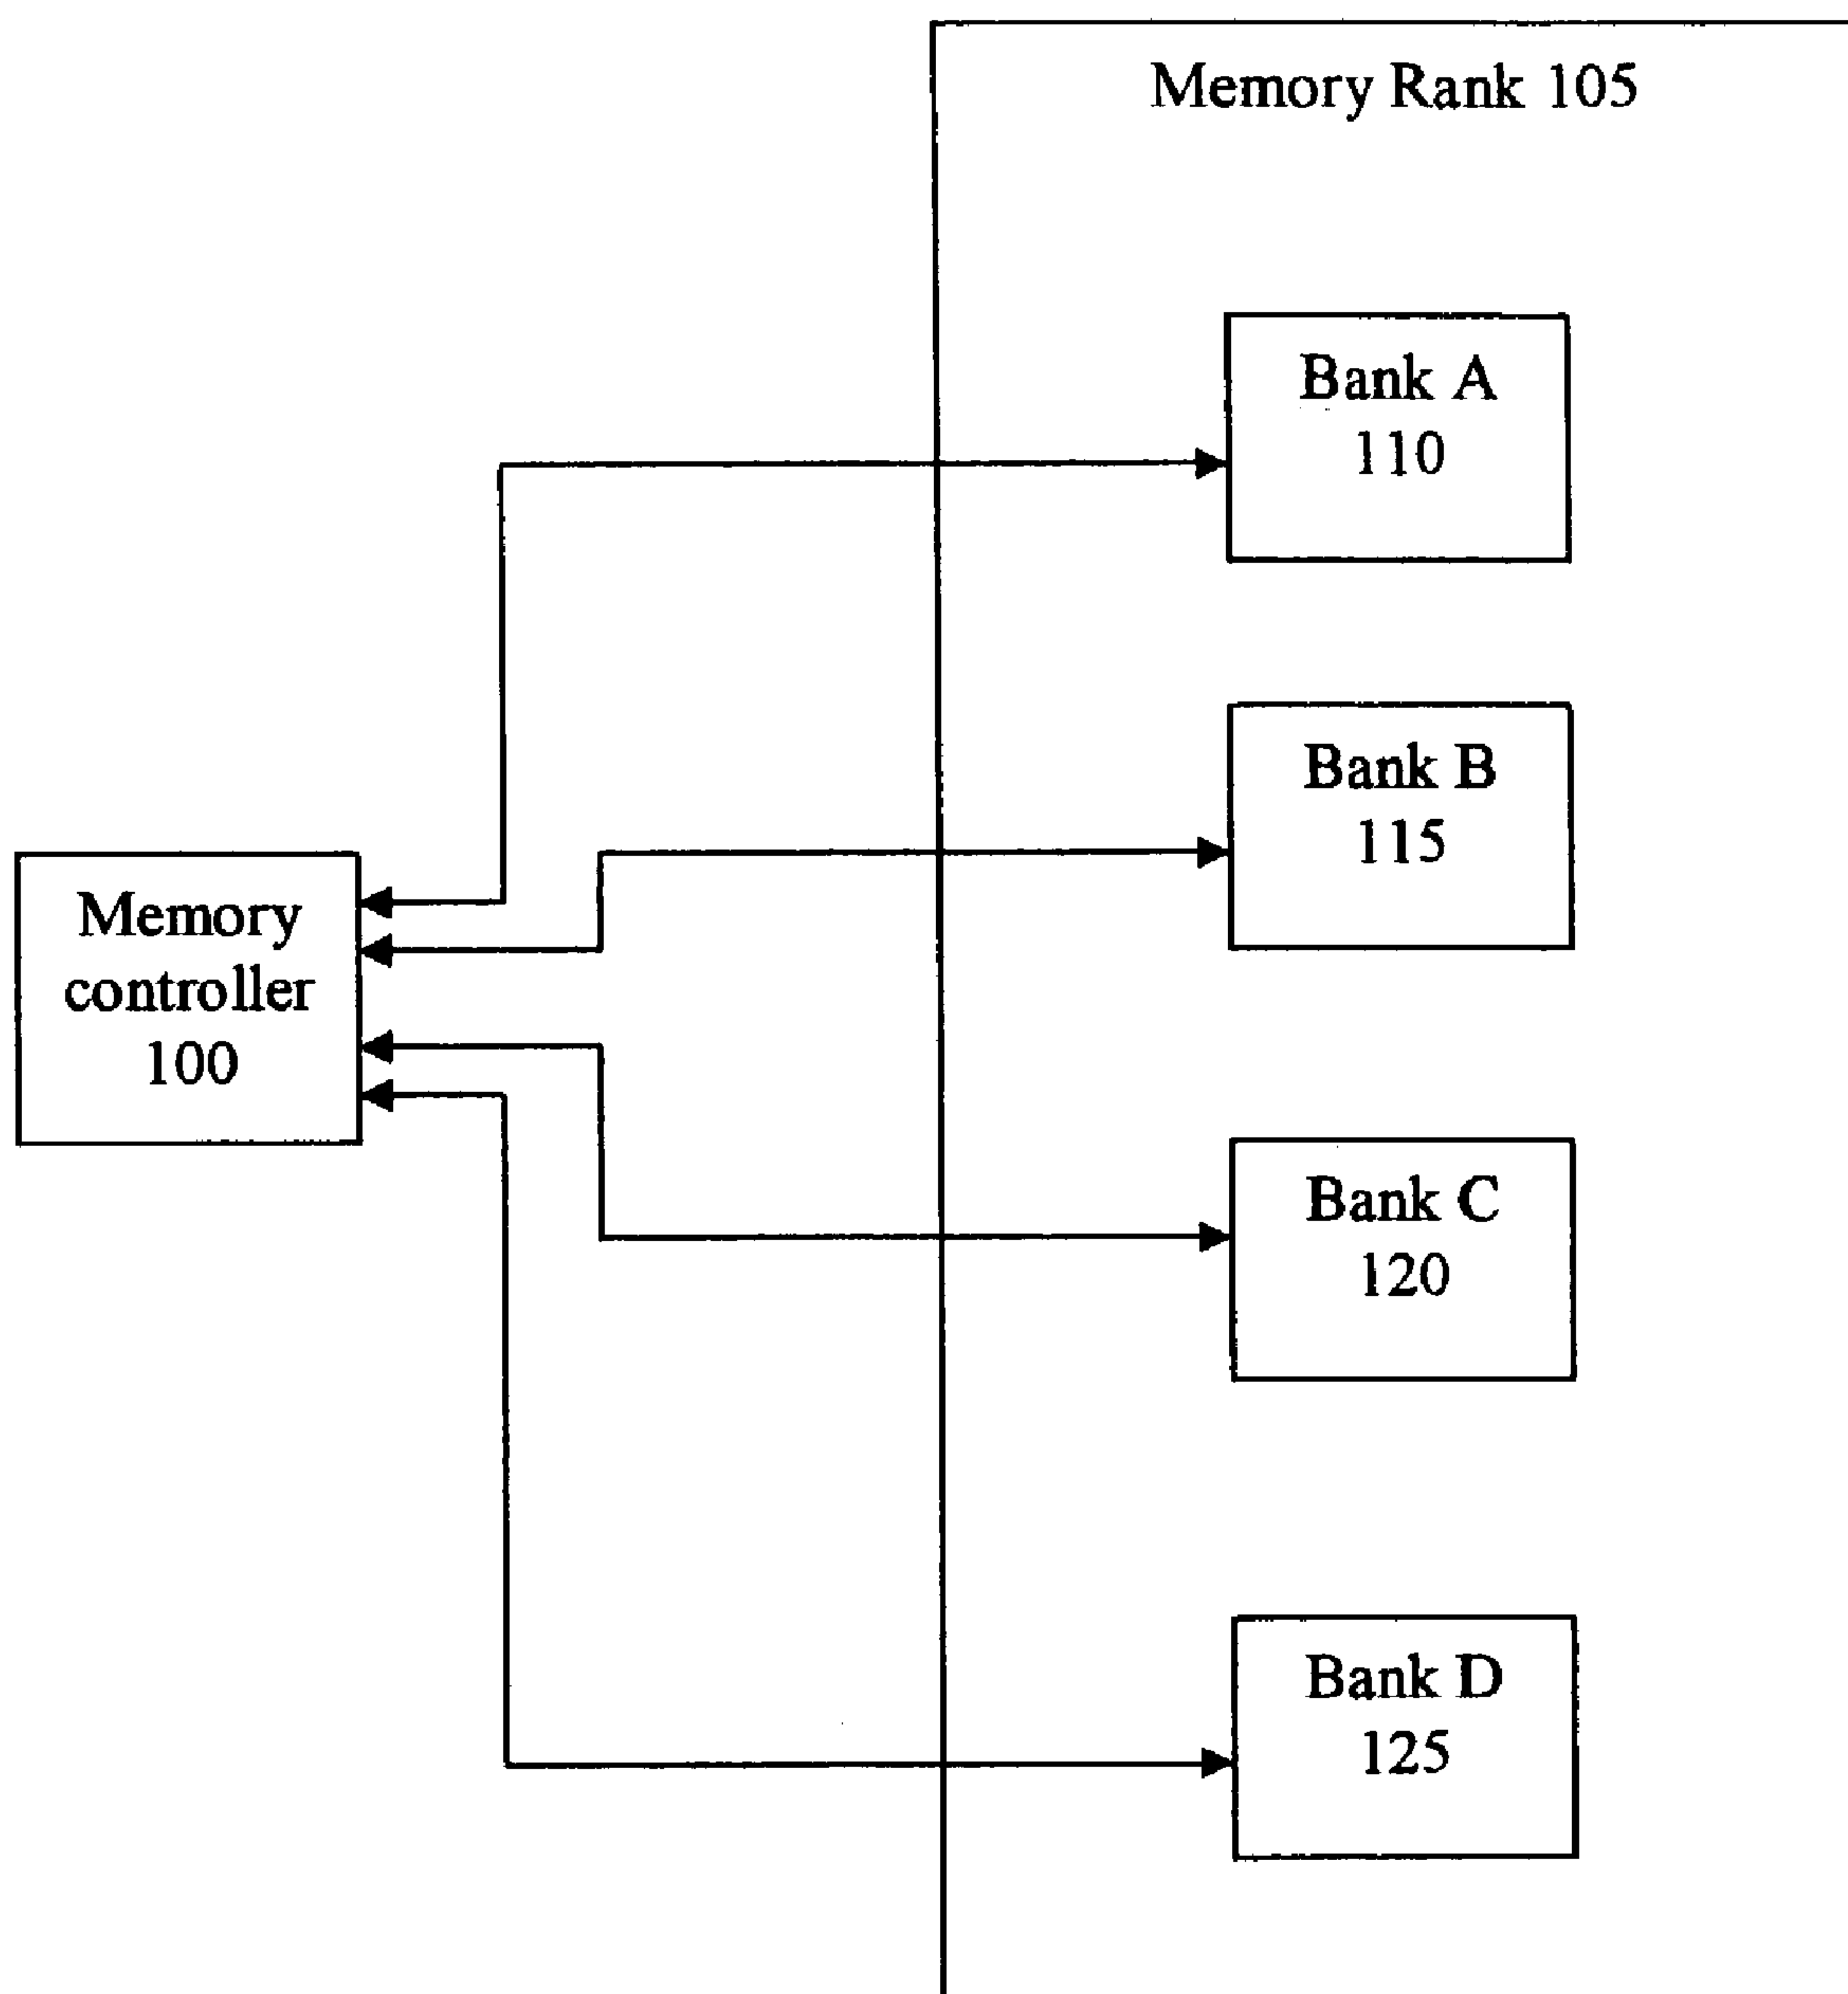 Memory Rank 105
Bank A
110
Bank B
115
Memory
controller
100
Bank C
120
Bank D
125